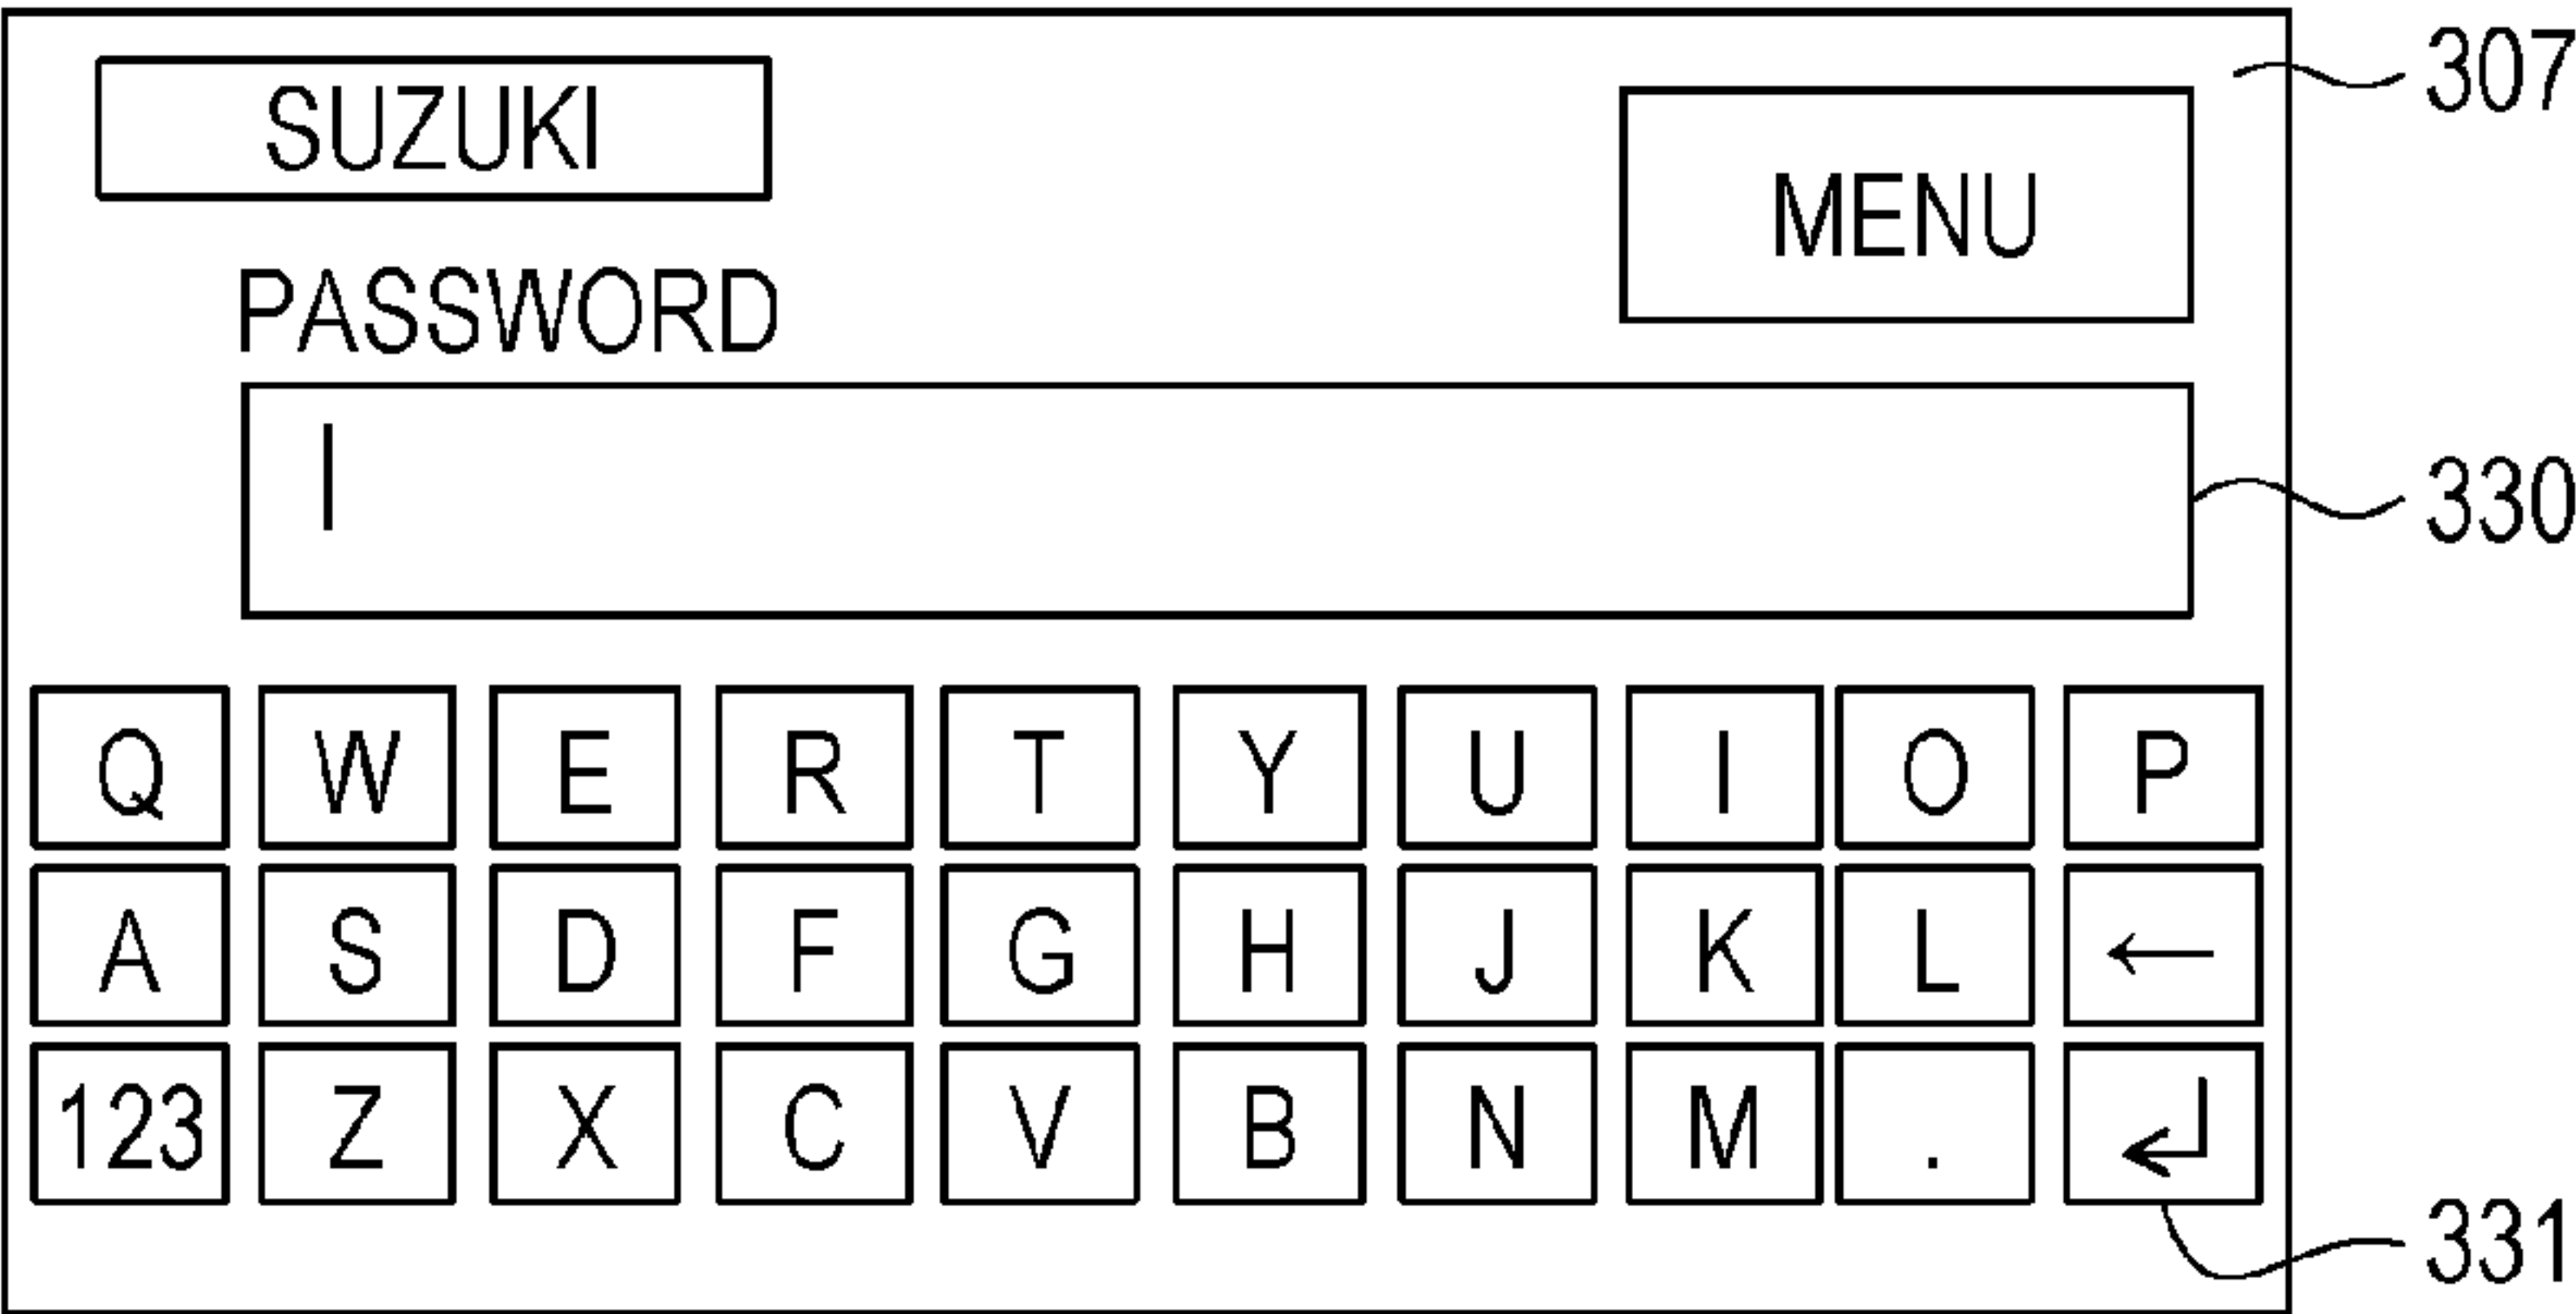 SUZUKI
MENU
307
PASSWORD
330
Q W E R T Y U I O P
A S D F G H J K L ←
123 Z X C V B N M . ↲
331